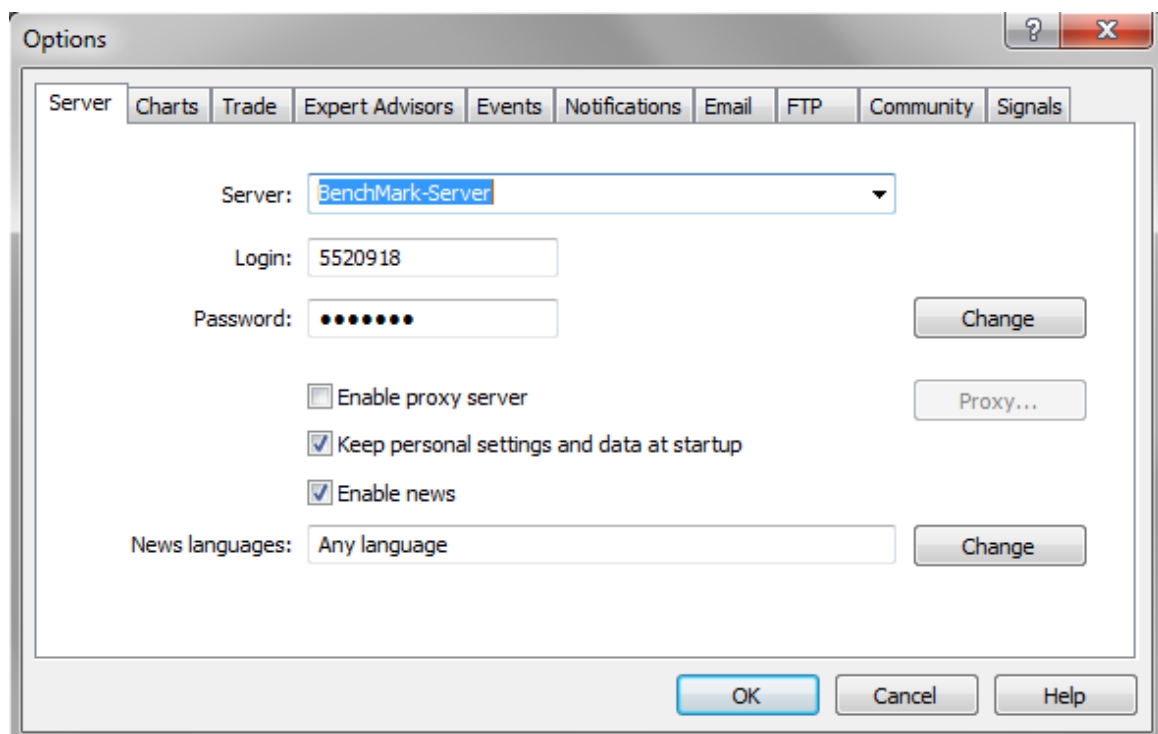 Options
Server Charts Trade Expert Advisors Events Notifications Email FTP Community Signals
Server: BenchMark-Server
Login: 5520918
Password: •••••••
Change
Enable proxy server
Proxy...
Keep personal settings and data at startup
Enable news
News languages: Any language
Change
OK Cancel Help